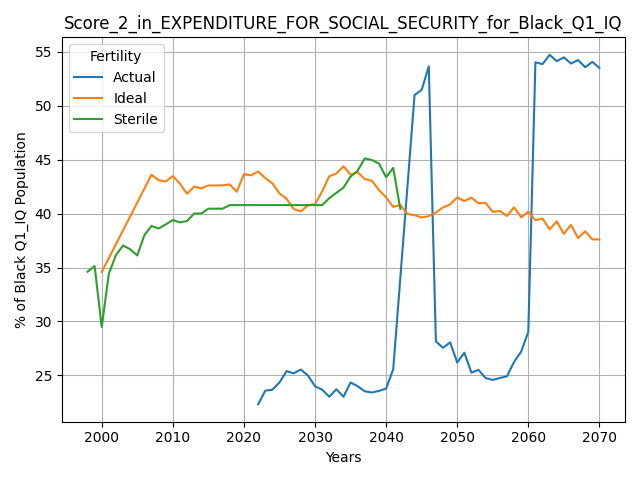 Score_2_in_EXPENDITURE_FOR_SOCIAL_SECURITY_for_Black_Q1_IQ
Fertility
Actual
Ideal
Sterile
% of Black Q1_IQ Population
55
50
45
40
35
30
25
2000 2010 2020 2030 2040 2050 2060 2070
Years